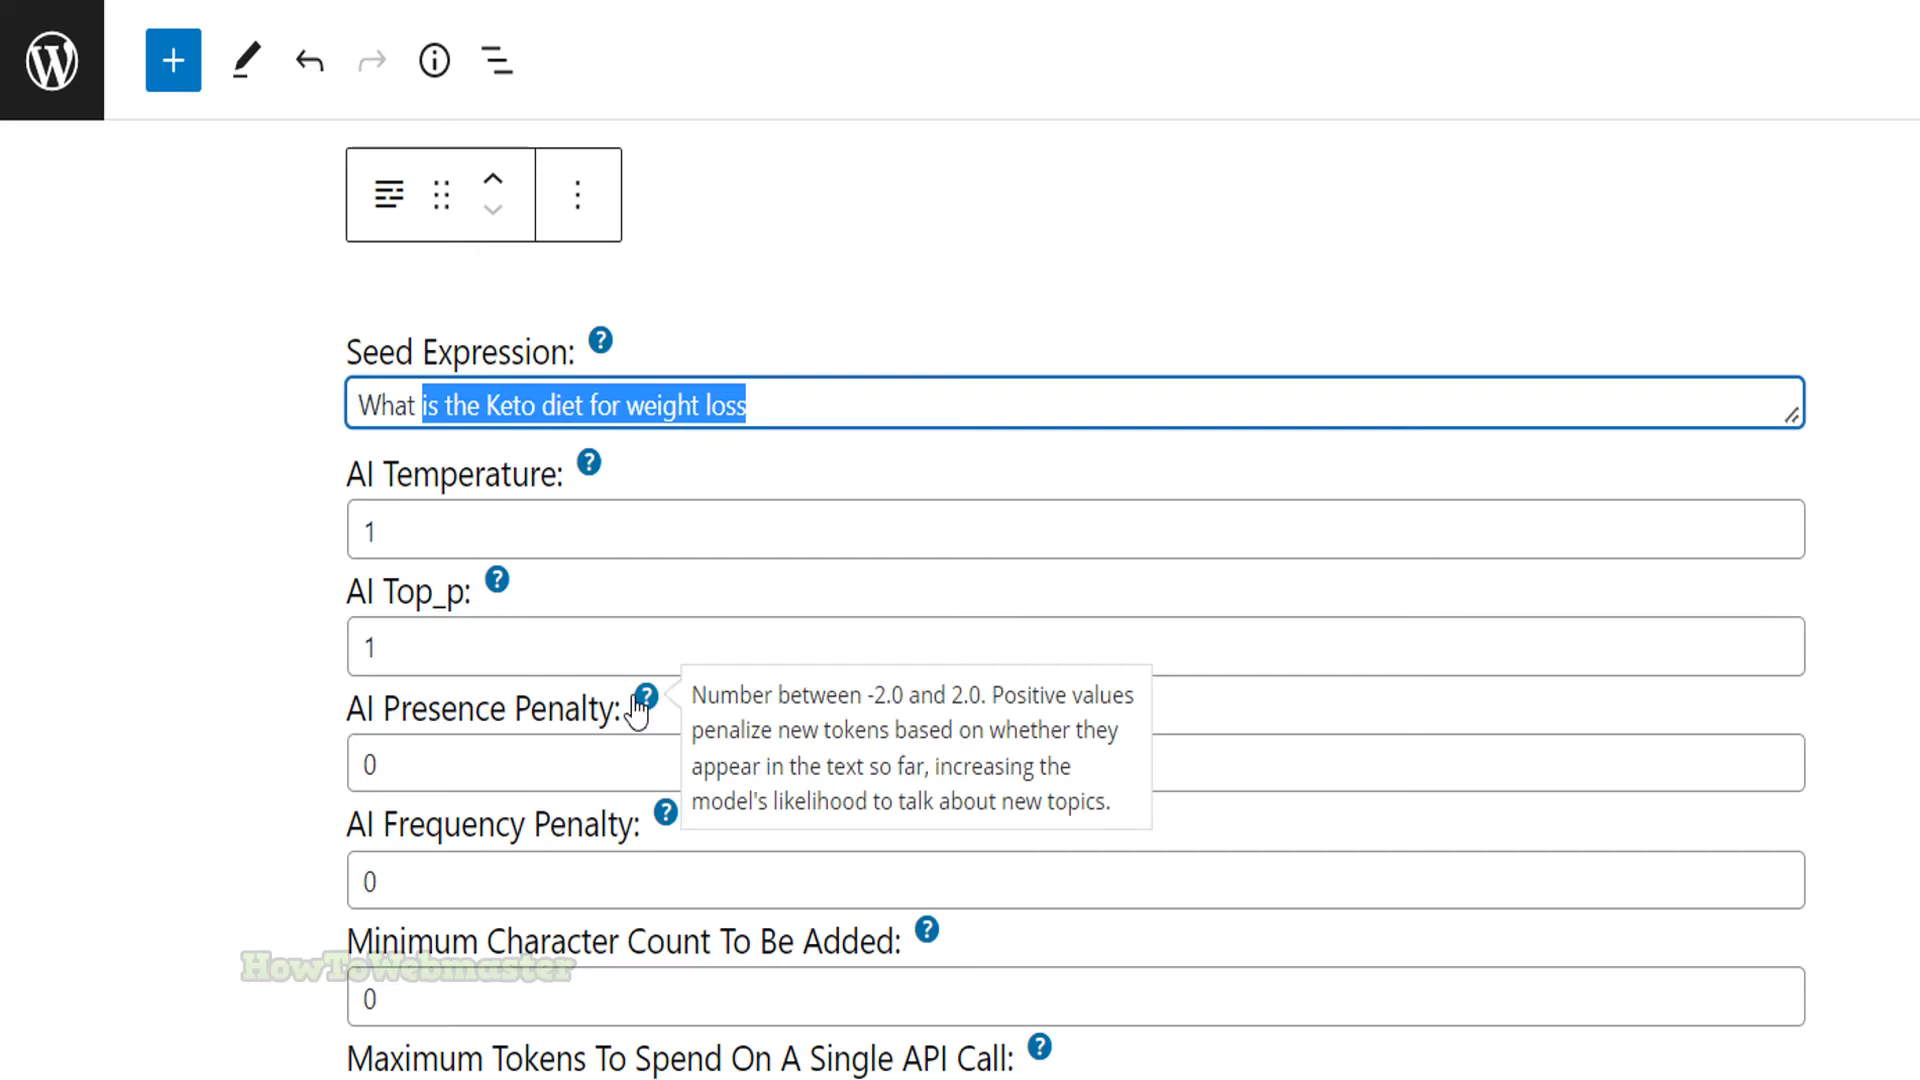 Seed Expression: ?
What is the Keto diet for weight loss
AI Temperature: ?
1
AI Top_p: ?
1
AI Presence Penalty: ?
Number between -2.0 and 2.0. Positive values
penalize new tokens based on whether they
appear in the text so far, increasing the
model's likelihood to talk about new topics.
0
AI Frequency Penalty: ?
0
Minimum Character Count To Be Added: ?
HowToWebmaster
0
Maximum Tokens To Spend On A Single API Call: ?